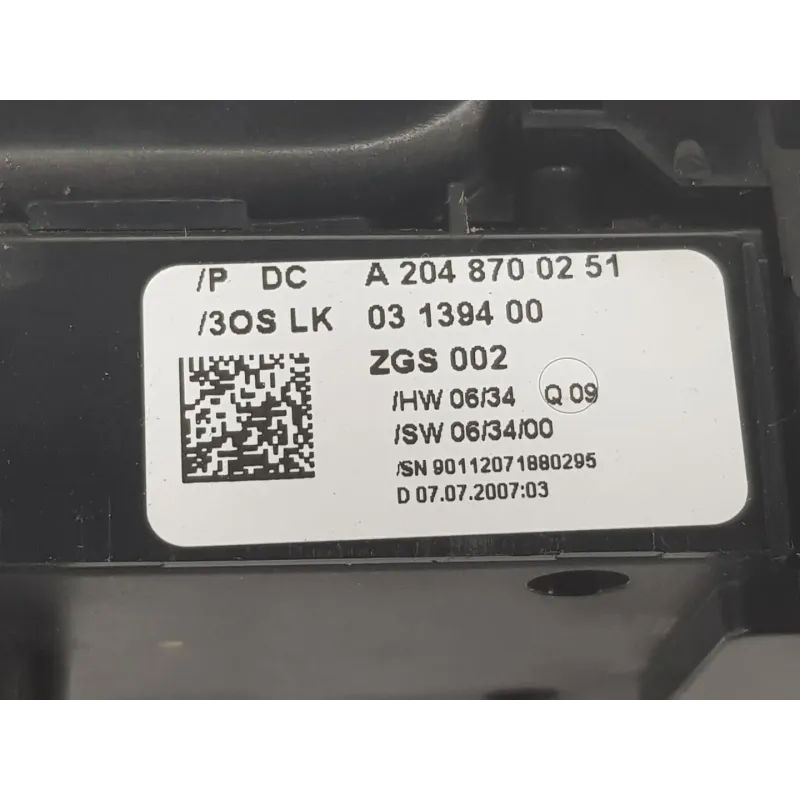 /P DC A 204 870 02 51
/3OS LK 03 1394 00
ZGS 002
/HW 06/34 Q 09
/SW 06/34/00
/SN 90112071880295
D 07.07.2007:03